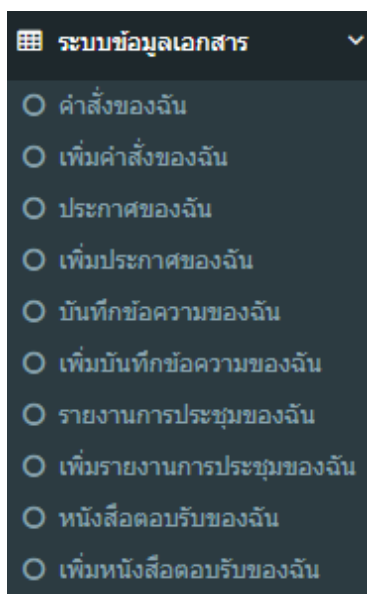 ระบบข้อมูลเอกสาร
คำสั่งของฉัน
เพิ่มคำสั่งของฉัน
ประกาศของฉัน
เพิ่มประกาศของฉัน
บันทึกข้อความของฉัน
เพิ่มบันทึกข้อความของฉัน
รายงานการประชุมของฉัน
เพิ่มรายงานการประชุมของฉัน
หนังสือตอบรับของฉัน
เพิ่มหนังสือตอบรับของฉัน